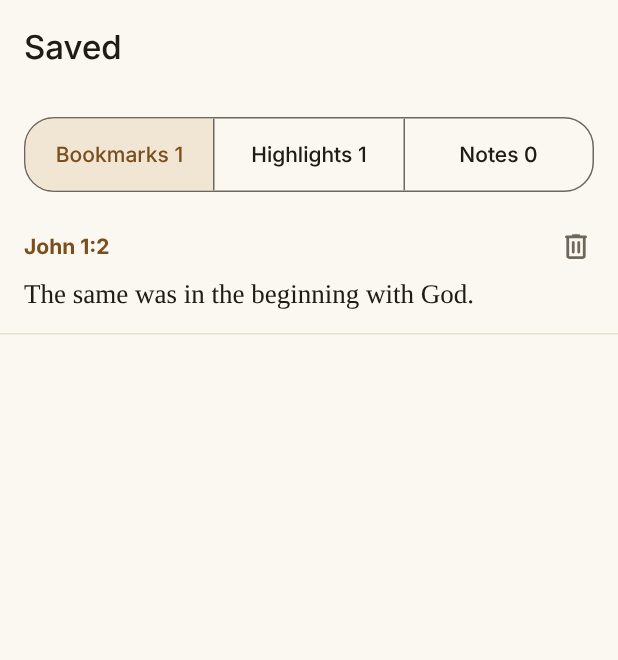 Saved
Bookmarks 1 Highlights 1 Notes 0
John 1:2
The same was in the beginning with God.